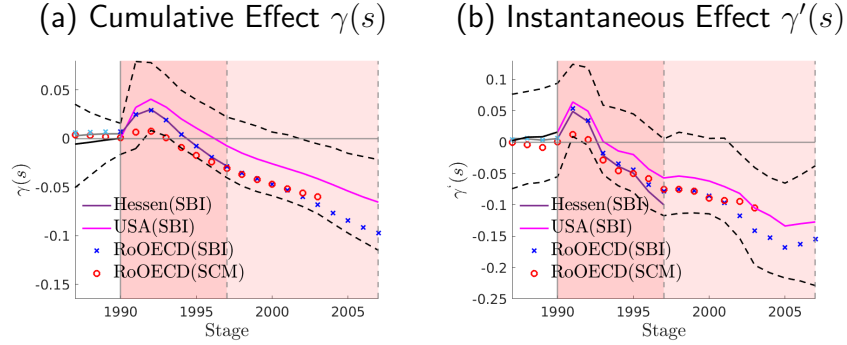 (a) Cumulative Effect γ(s)
0.05
0
-0.05
-0.1
-0.15
γ(s)
Hessen(SBI)
USA(SBI)
RoOECD(SBI)
RoOECD(SCM)
1990
1995
2000
2005
Stage
(b) Instantaneous Effect γ′(s)
0.1
0.05
0
-0.05
-0.1
-0.15
-0.2
-0.25
γ'(s)
Hessen(SBI)
USA(SBI)
RoOECD(SBI)
RoOECD(SCM)
1990
1995
2000
2005
Stage